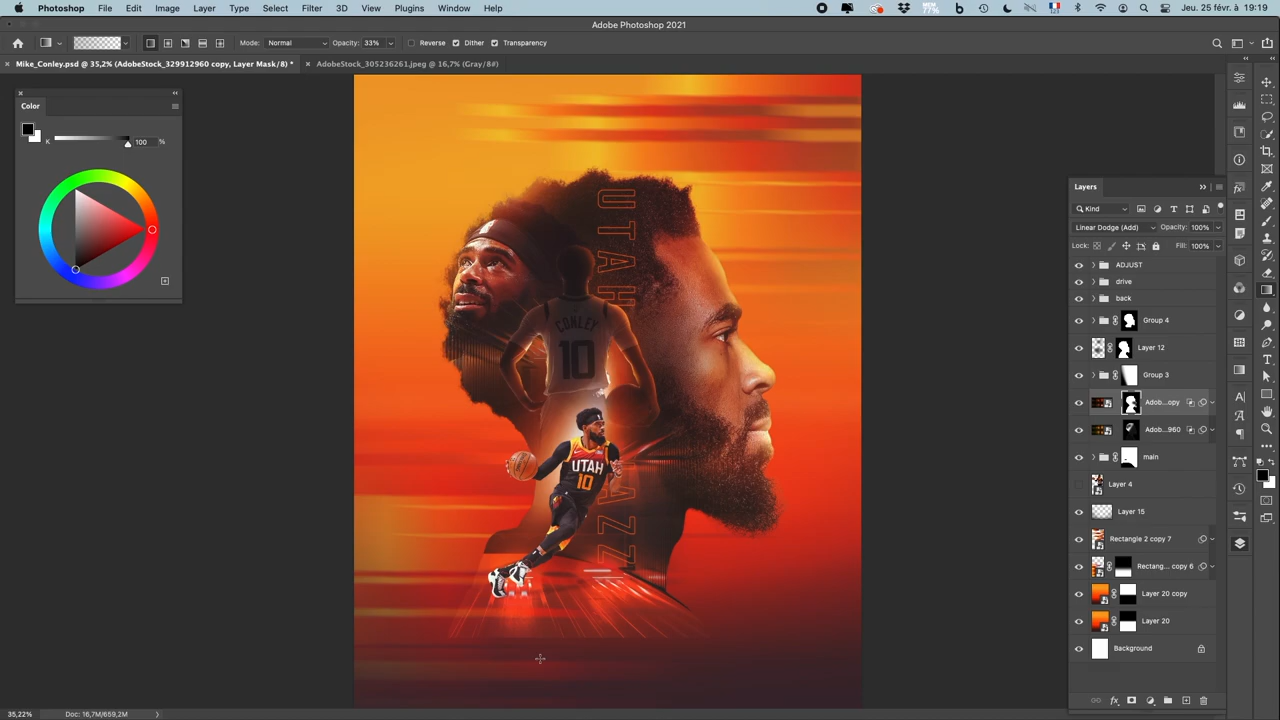 Photoshop File Edit Image Layer Type Select Filter 3D View Plugins Window Help
MEM 77% Jeu. 25 févr. à 19:19
Adobe Photoshop 2021
Mode: Normal Opacity: 33% Reverse Dither Transparency
Mike_Conley.psd @ 35,2% (AdobeStock_329912960 copy, Layer Mask/8) * AdobeStock_305236261.jpeg @ 16,7% (Gray/8#)
Color
K 100 %
UTAH
JAZZ
CONLEY
10
UTAH
10
Layers
Kind
Linear Dodge (Add) Opacity: 100%
Lock: Fill: 100%
ADJUST
drive
back
Group 4
Layer 12
Group 3
Adob...opy
Adob...960
main
Layer 4
Layer 15
Rectangle 2 copy 7
Rectang... copy 6
Layer 20 copy
Layer 20
Background
35,22% Doc: 16,7M/659,2M